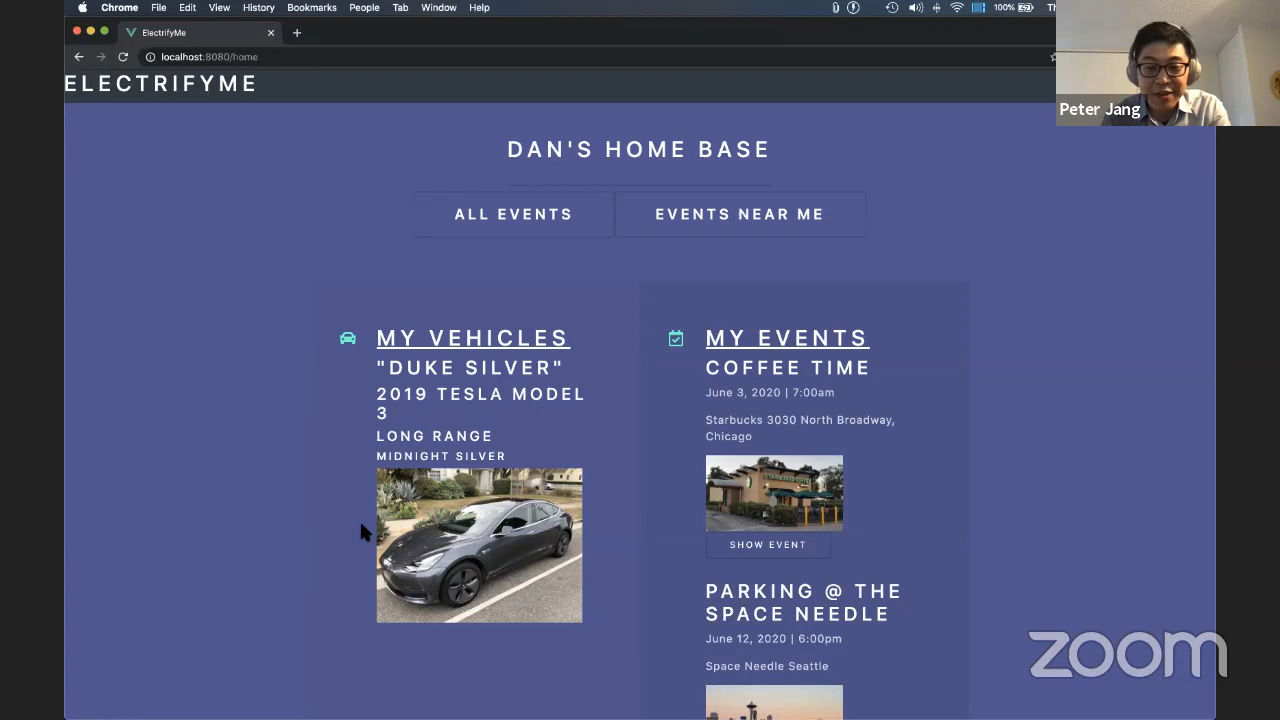 Chrome File Edit View History Bookmarks People Tab Window Help
100%
ElectrifyMe
localhost:8080/home
ELECTRIFYME
Peter Jang
DAN'S HOME BASE
ALL EVENTS
EVENTS NEAR ME
MY VEHICLES
"DUKE SILVER"
2019 TESLA MODEL
3
LONG RANGE
MIDNIGHT SILVER
MY EVENTS
COFFEE TIME
June 3, 2020 | 7:00am
Starbucks 3030 North Broadway,
Chicago
SHOW EVENT
PARKING @ THE
SPACE NEEDLE
June 12, 2020 | 6:00pm
Space Needle Seattle
zoom